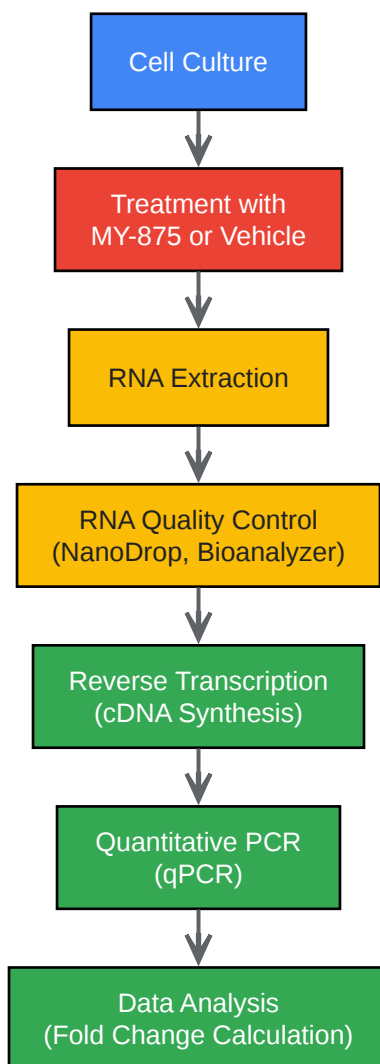 Cell Culture
Treatment with
MY-875 or Vehicle
RNA Extraction
RNA Quality Control
(NanoDrop, Bioanalyzer)
Reverse Transcription
(cDNA Synthesis)
Quantitative PCR
(qPCR)
Data Analysis
(Fold Change Calculation)